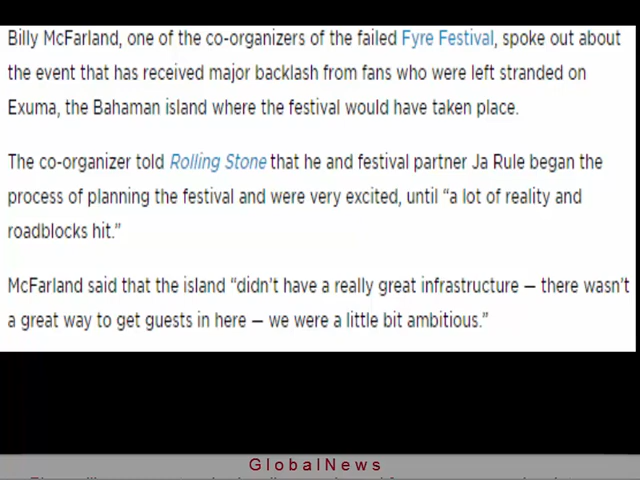 Billy McFarland, one of the co-organizers of the failed Fyre Festival, spoke out about
the event that has received major backlash from fans who were left stranded on
Exuma, the Bahaman island where the festival would have taken place.
The co-organizer told Rolling Stone that he and festival partner Ja Rule began the
process of planning the festival and were very excited, until “a lot of reality and
roadblocks hit.”
McFarland said that the island “didn’t have a really great infrastructure — there wasn’t
a great way to get guests in here — we were a little bit ambitious.”
GlobalNews